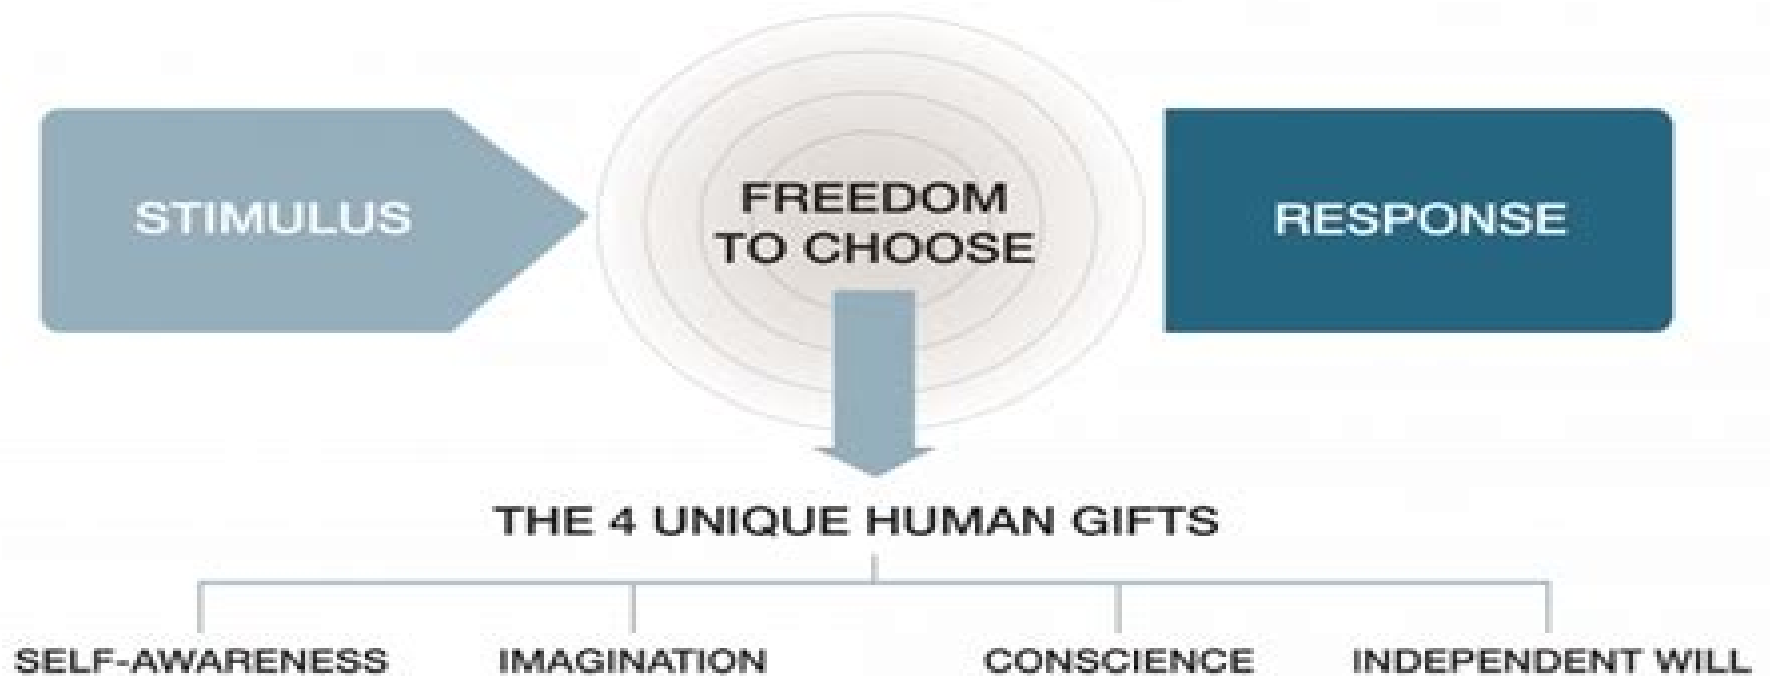 STIMULUS
FREEDOM
TO CHOOSE
RESPONSE
THE 4 UNIQUE HUMAN GIFTS
SELF-AWARENESS
IMAGINATION
CONSCIENCE
INDEPENDENT WILL